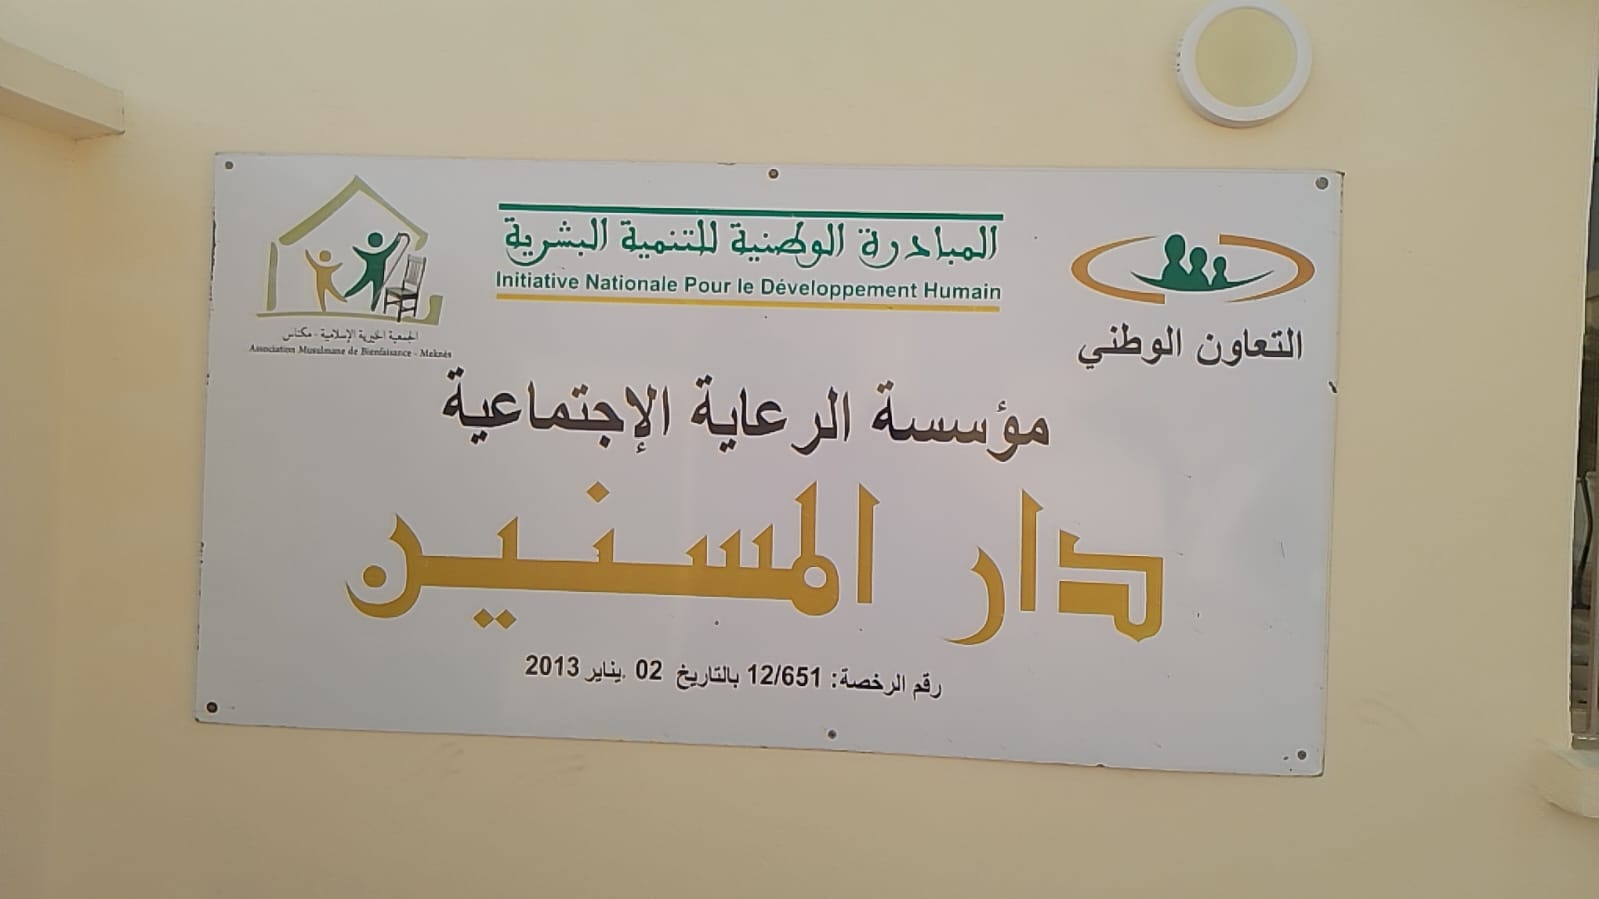 المبادرة الوطنية للتنمية البشرية
Initiative Nationale Pour le Développement Humain
التعاون الوطني
الجمعية الخيرية الإسلامية - مكناس
Association Musulmane de Bienfaisance - Meknès
مؤسسة الرعاية الإجتماعية
دار المسنين
رقم الرخصة: 12/651 بالتاريخ 02 يناير 2013